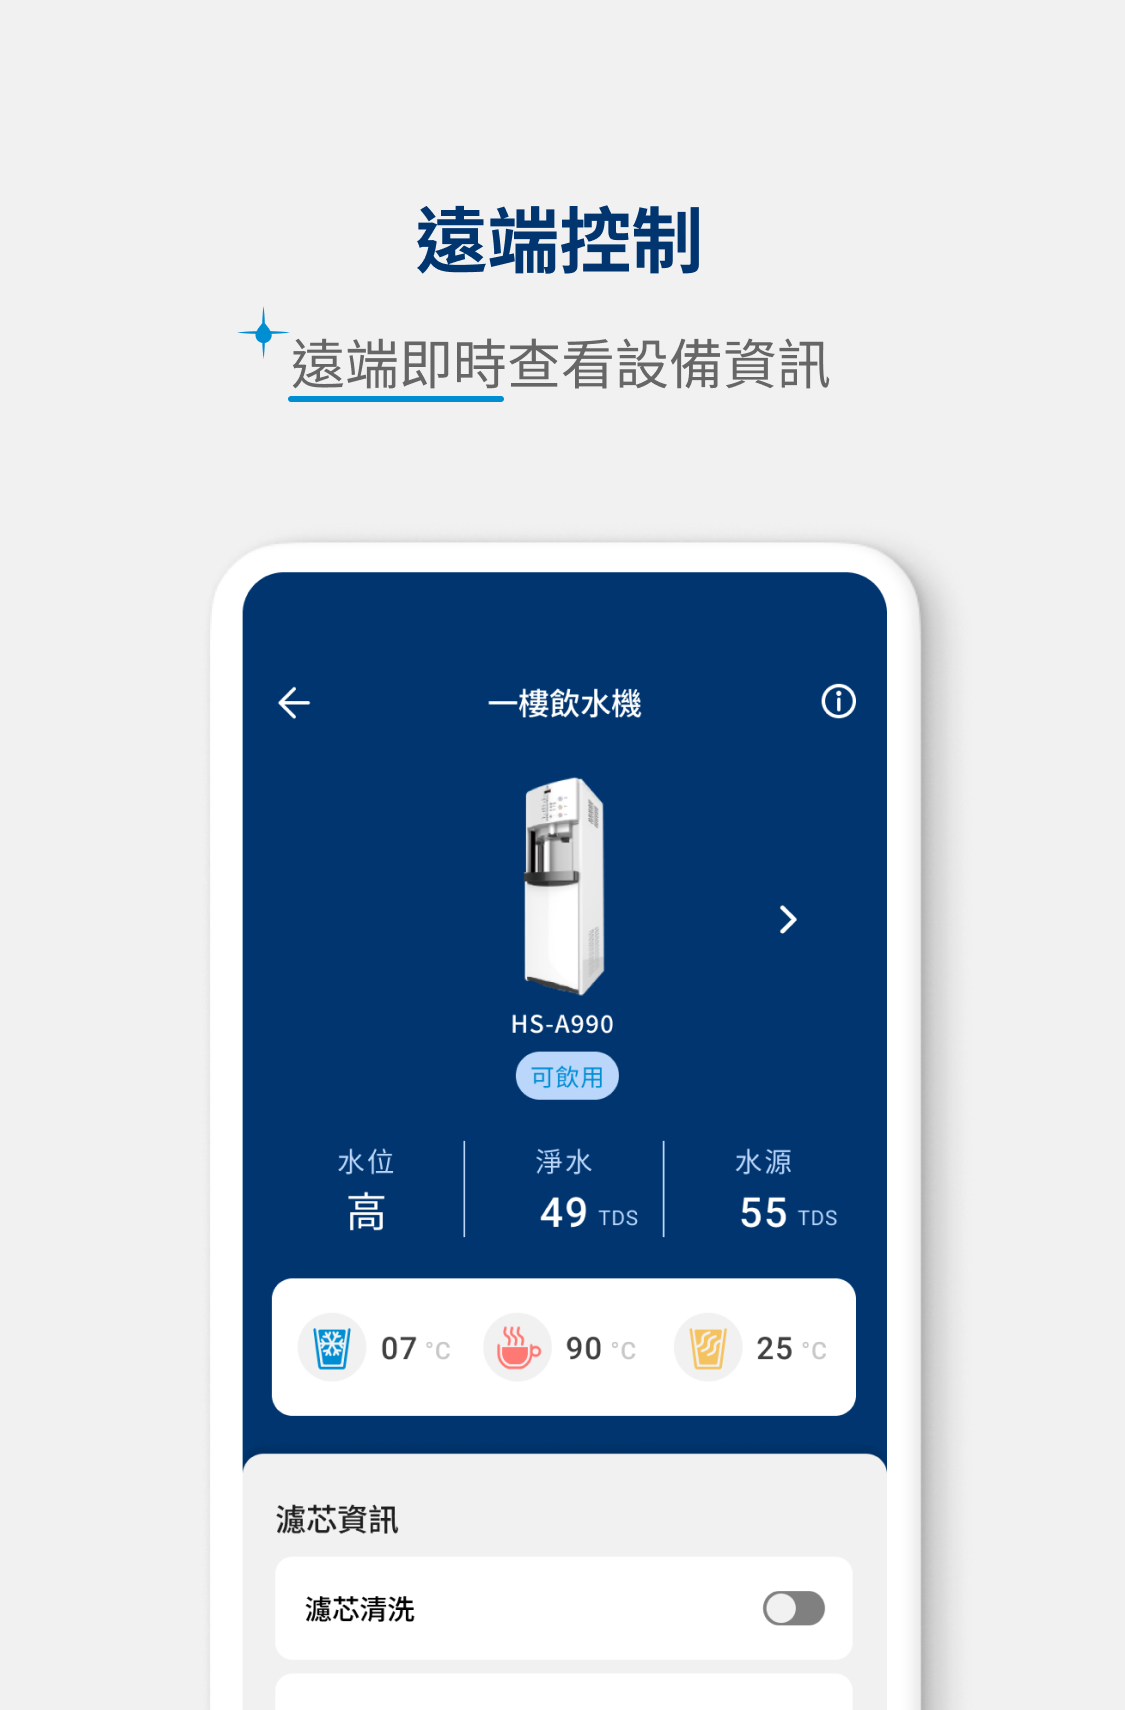 遠端控制
遠端即時查看設備資訊
一樓飲水機
HS-A990
可飲用
水位 淨水 水源
高 49 TDS 55 TDS
07 °C 90 °C 25 °C
濾芯資訊
濾芯清洗